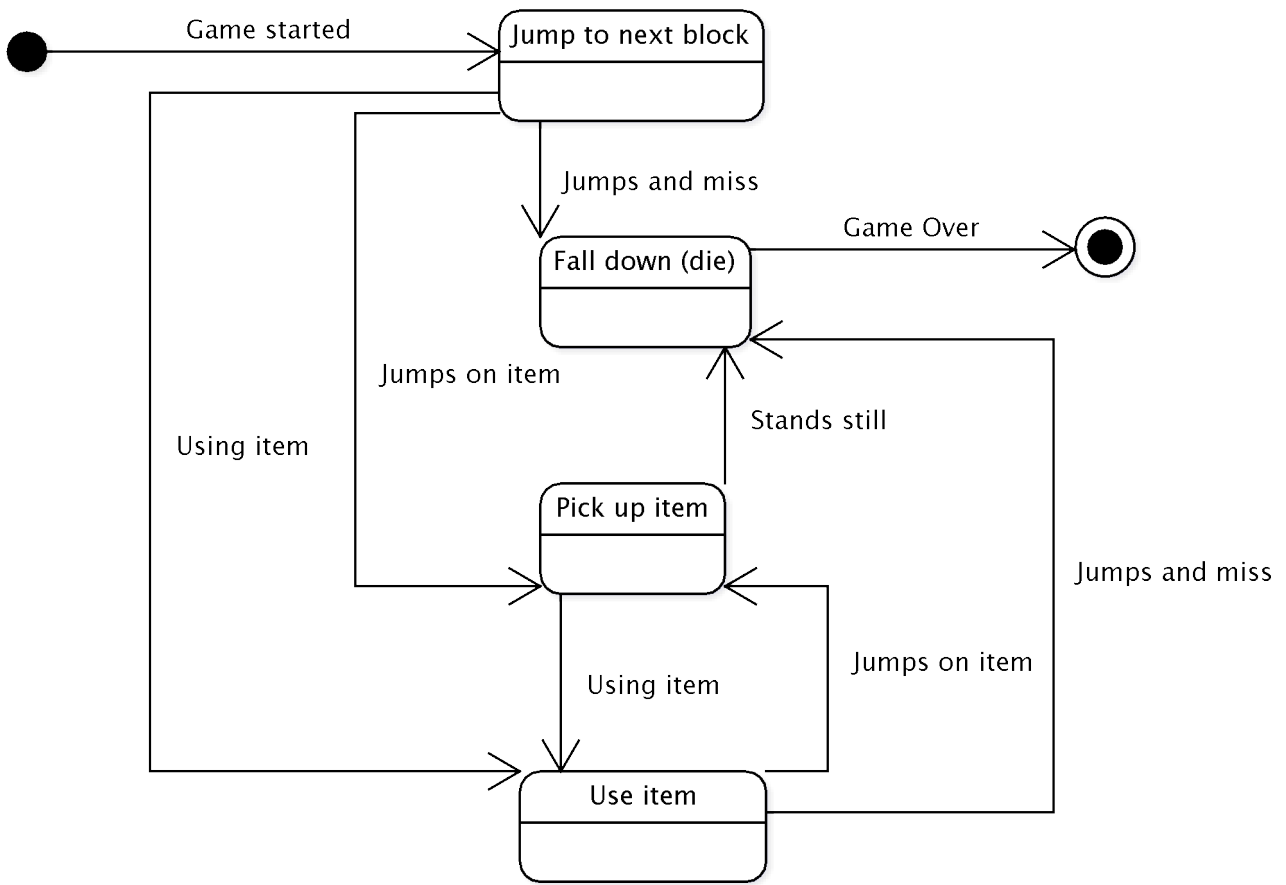 Game started
Jump to next block
Jumps and miss
Game Over
Fall down (die)
Jumps on item
Stands still
Using item
Pick up item
Jumps and miss
Jumps on item
Using item
Use item